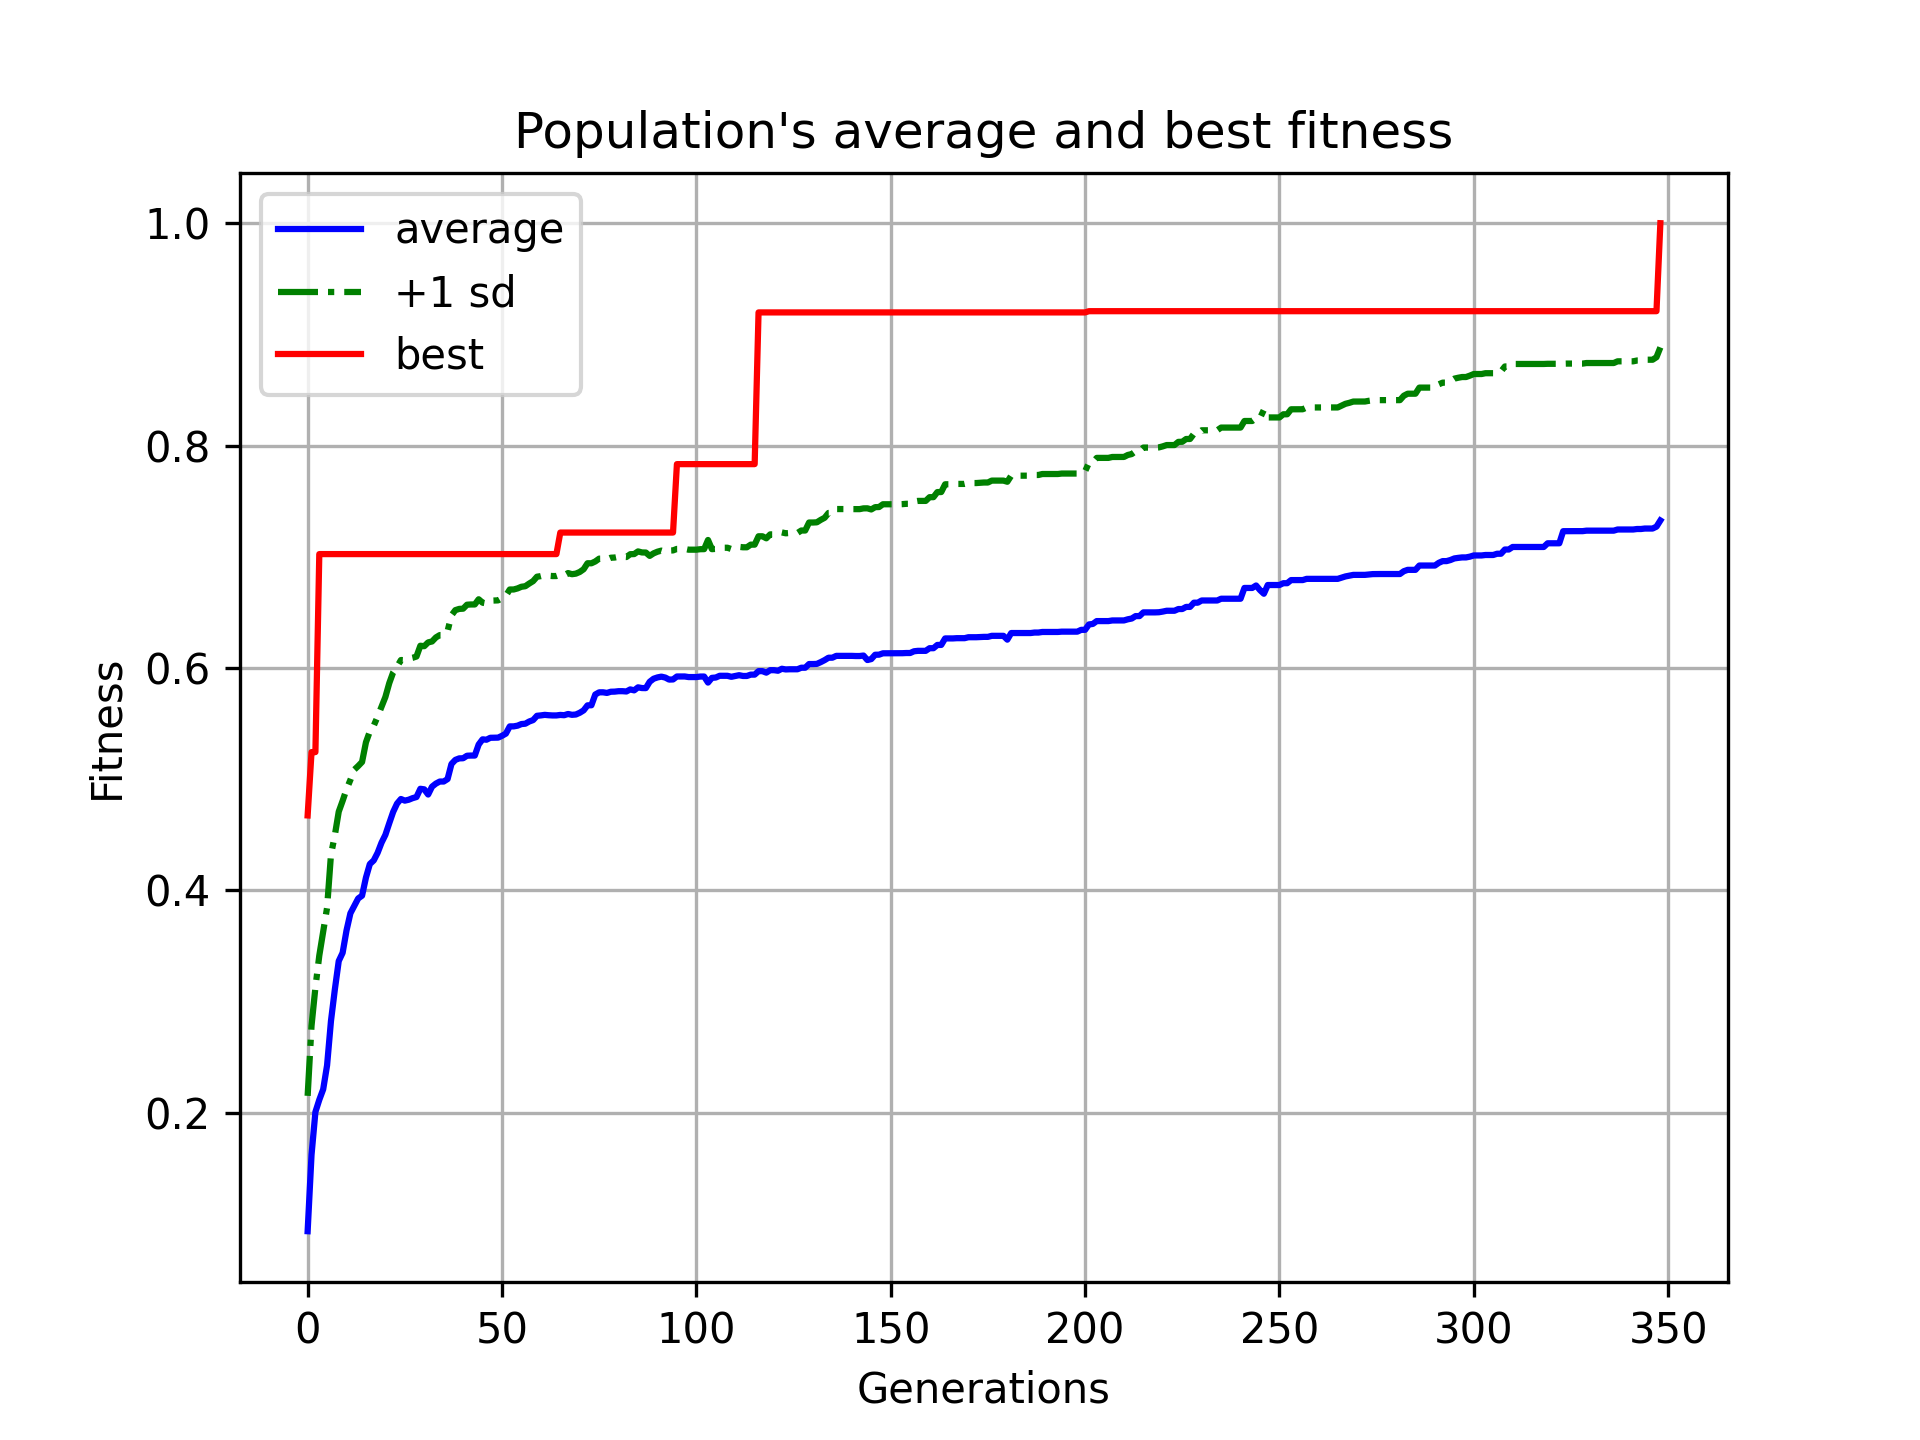 Population's average and best fitness
average
+1 sd
best
1.0
0.8
0.6
0.4
0.2
Fitness
0 50 100 150 200 250 300 350
Generations